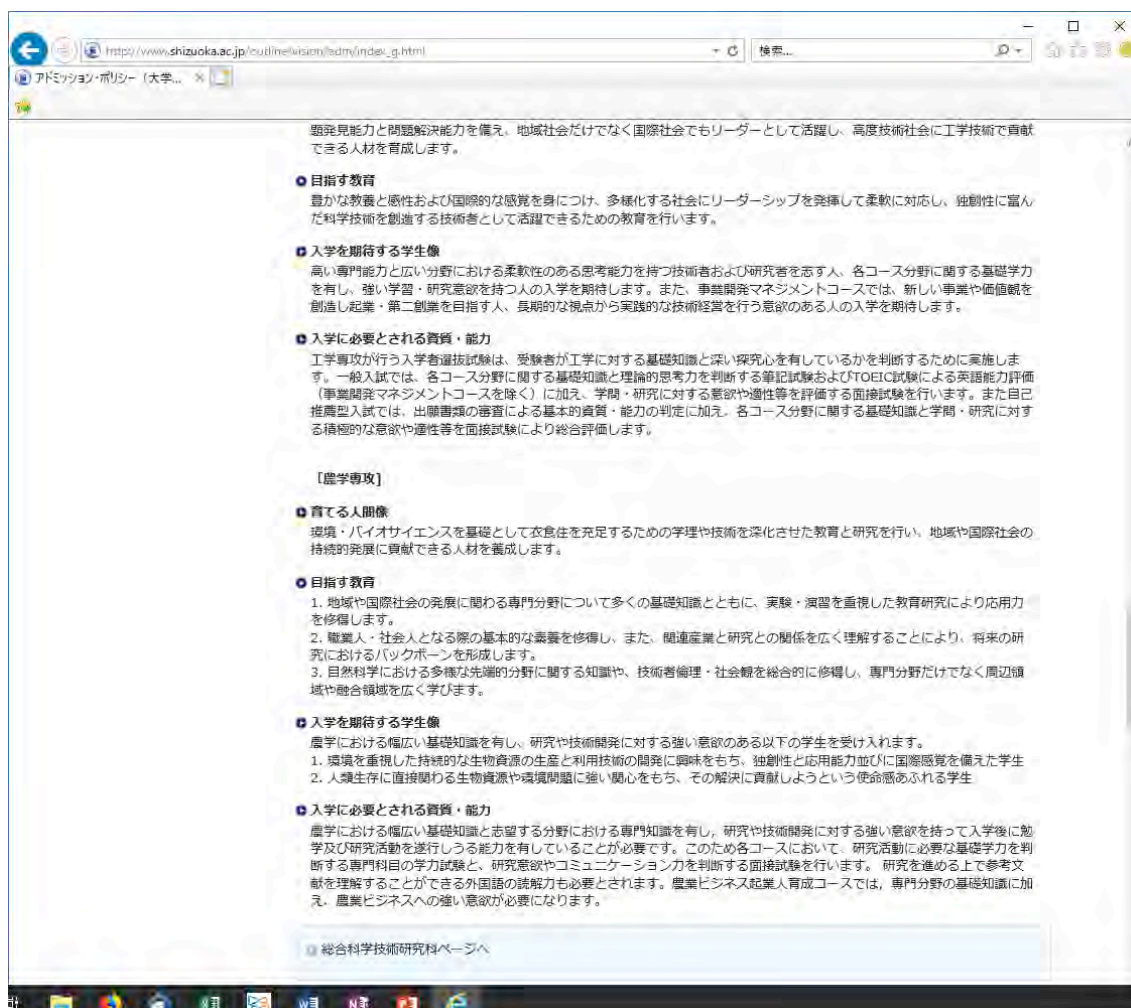 http://www.shizuoka.ac.jp/outline/vision/adm/index_g.html
検索...
アドミッション・ポリシー（大学...
題発見能力と問題解決能力を備え、地域社会だけでなく国際社会でもリーダーとして活躍し、高度技術社会に工学技術で貢献
できる人材を育成します。
目指す教育
豊かな教養と感性および国際的な感覚を身につけ、多様化する社会にリーダーシップを発揮して柔軟に対応し、独創性に富ん
だ科学技術を創造する技術者として活躍できるための教育を行います。
入学を期待する学生像
高い専門能力と広い分野における柔軟性のある思考能力を持つ技術者および研究者を志す人、各コース分野に関する基礎学力
を有し、強い学習・研究意欲を持つ人の入学を期待します。また、事業開発マネジメントコースでは、新しい事業や価値観を
創造し起業・第二創業を目指す人、長期的な視点から実践的な技術経営を行う意欲のある人の入学を期待します。
入学に必要とされる資質・能力
工学専攻が行う入学者選抜試験は、受験者が工学に対する基礎知識と深い探究心を有しているかを判断するために実施しま
す。一般入試では、各コース分野に関する基礎知識と理論的思考力を判断する筆記試験およびTOEIC試験による英語能力評価
（事業開発マネジメントコースを除く）に加え、学問・研究に対する意欲や適性等を評価する面接試験を行います。また自己
推薦型入試では、出願書類の審査による基本的資質・能力の判定に加え、各コース分野に関する基礎知識と学問・研究に対す
る積極的な意欲や適性等を面接試験により総合評価します。
［農学専攻］
育てる人間像
環境・バイオサイエンスを基礎として衣食住を充足するための学理や技術を深化させた教育と研究を行い、地域や国際社会の
持続的発展に貢献できる人材を養成します。
目指す教育
1. 地域や国際社会の発展に関わる専門分野について多くの基礎知識とともに、実験・演習を重視した教育研究により応用力
を修得します。
2. 職業人・社会人となる際の基本的な素養を修得し、また、関連産業と研究との関係を広く理解することにより、将来の研
究におけるバックボーンを形成します。
3. 自然科学における多様な先端的分野に関する知識や、技術者倫理・社会観を総合的に修得し、専門分野だけでなく周辺領
域や融合領域を広く学びます。
入学を期待する学生像
農学における幅広い基礎知識を有し、研究や技術開発に対する強い意欲のある以下の学生を受け入れます。
1. 環境を重視した持続的な生物資源の生産と利用技術の開発に興味をもち、独創性と応用能力並びに国際感覚を備えた学生
2. 人類生存に直接関わる生物資源や環境問題に強い関心をもち、その解決に貢献しようという使命感あふれる学生
入学に必要とされる資質・能力
農学における幅広い基礎知識と志望する分野における専門知識を有し，研究や技術開発に対する強い意欲を持って入学後に勉
学及び研究活動を遂行しうる能力を有していることが必要です。このため各コースにおいて、研究活動に必要な基礎学力を判
断する専門科目の学力試験と、研究意欲やコミュニケーション力を判断する面接試験を行います。 研究を進める上で参考文
献を理解することができる外国語の読解力も必要とされます。農業ビジネス起業人育成コースでは，専門分野の基礎知識に加
え、農業ビジネスへの強い意欲が必要になります。
総合科学技術研究科ページへ